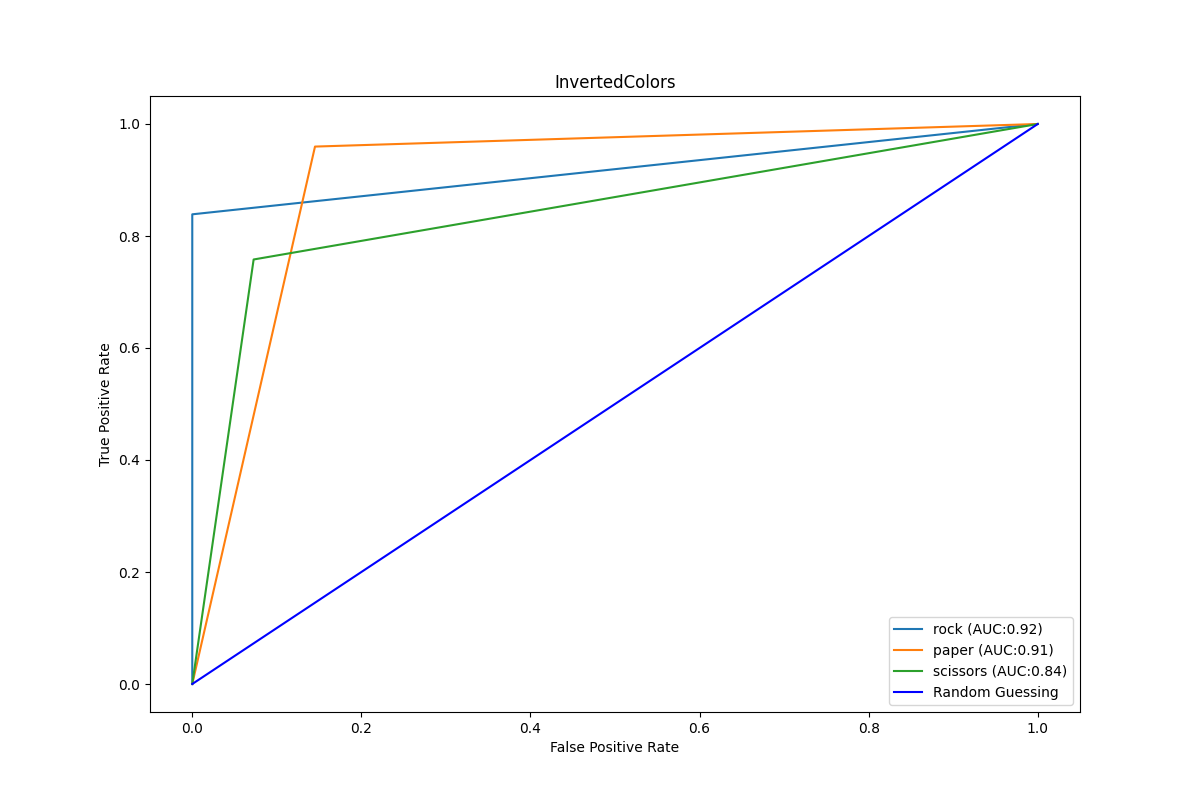 InvertedColors
True Positive Rate
1.0
0.8
0.6
0.4
0.2
0.0
0.0 0.2 0.4 0.6 0.8 1.0
False Positive Rate
rock (AUC:0.92)
paper (AUC:0.91)
scissors (AUC:0.84)
Random Guessing